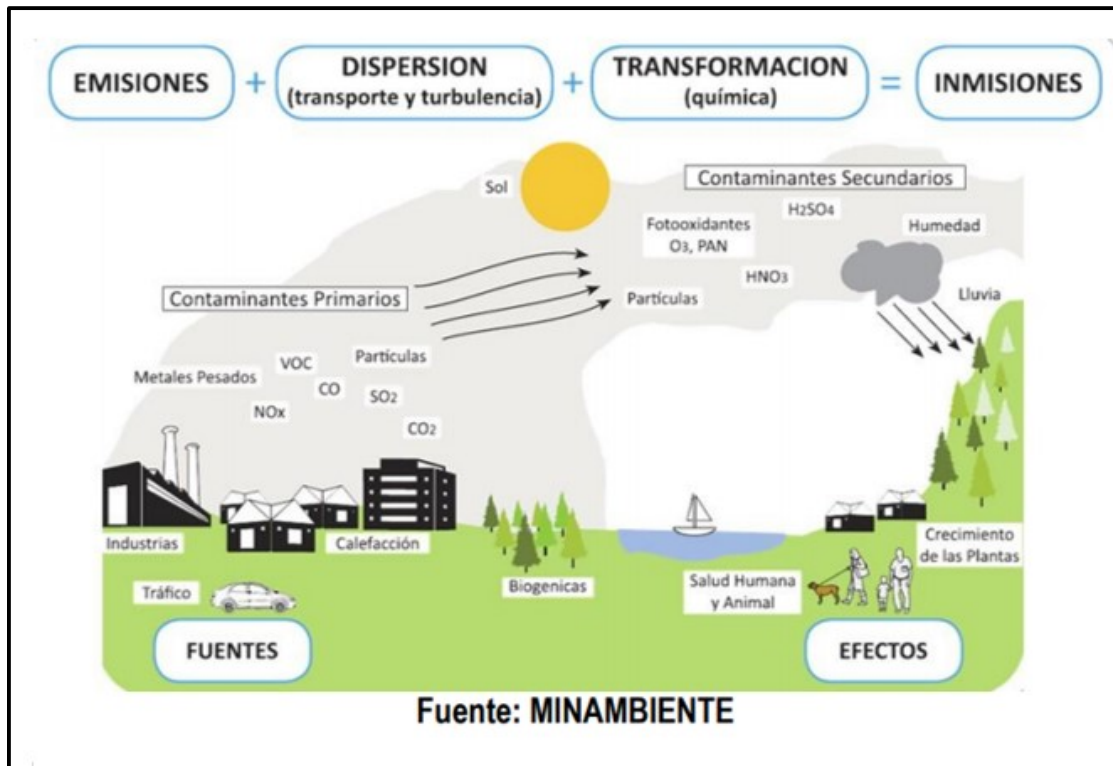 EMISIONES + DISPERSION (transporte y turbulencia) + TRANSFORMACION (química) = INMISIONES
Sol
Contaminantes Secundarios
H2SO4
Fotooxidantes
O3, PAN
Humedad
HNO3
Contaminantes Primarios
Partículas
Lluvia
Partículas
VOC
Metales Pesados
CO
SO2
NOx
CO2
Industrias
Calefacción
Crecimiento
de las Plantas
Tráfico
Biogenicas
Salud Humana
y Animal
FUENTES
EFECTOS
Fuente: MINAMBIENTE